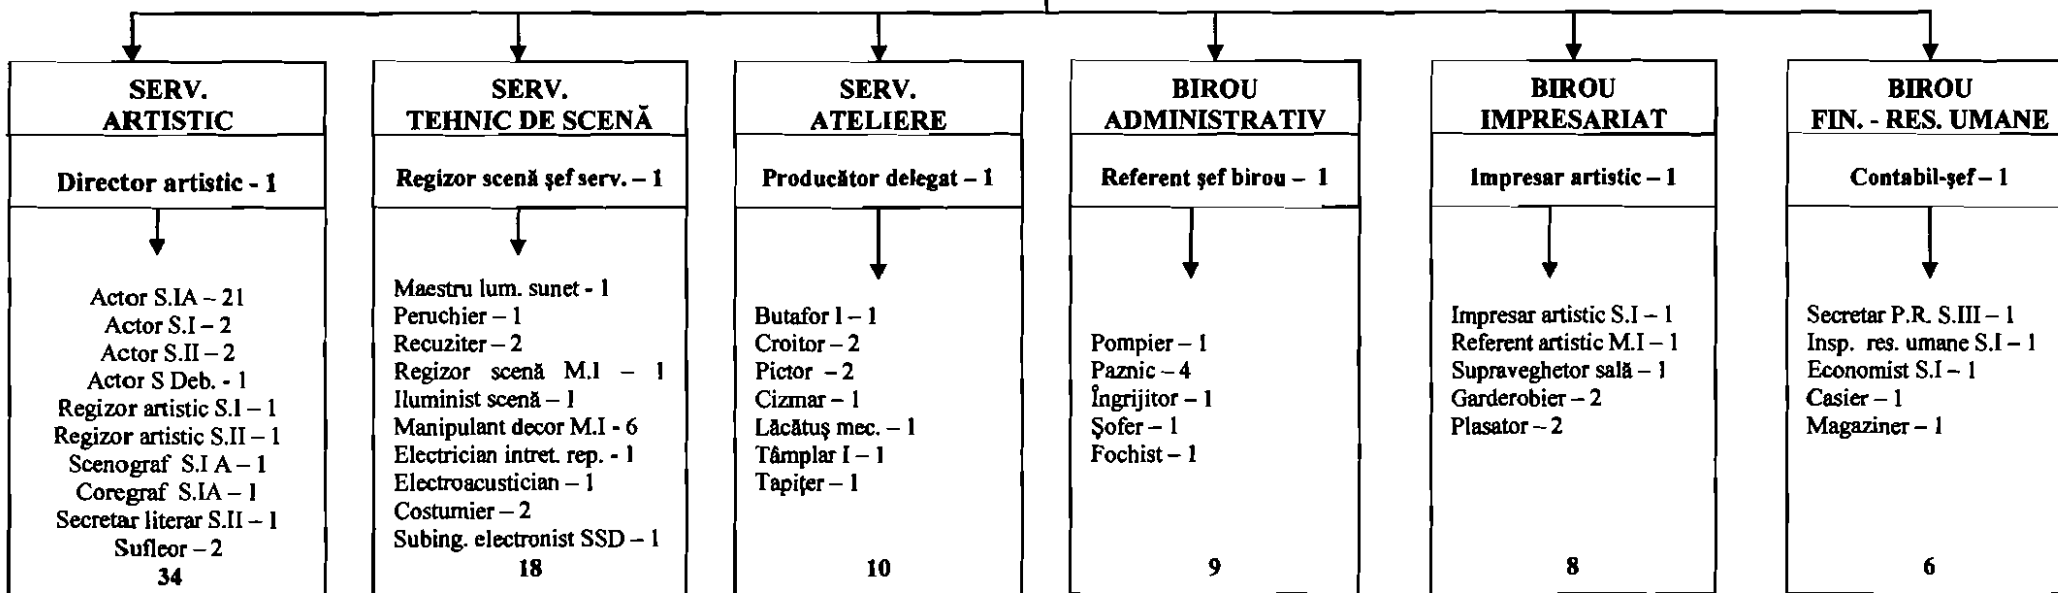 SERV.
ARTISTIC
Director artistic - 1
Actor S.IA – 21
Actor S.I – 2
Actor S.II – 2
Actor S Deb. - 1
Regizor artistic S.I – 1
Regizor artistic S.II – 1
Scenograf S.I A – 1
Coregraf S.IA – 1
Secretar literar S.II – 1
Sufleor – 2
34
SERV.
TEHNIC DE SCENĂ
Regizor scenă şef serv. – 1
Maestru lum. sunet - 1
Peruchier – 1
Recuziter – 2
Regizor scenă M.I – 1
Iluminist scenă – 1
Manipulant decor M.I - 6
Electrician intret. rep. - 1
Electroacustician – 1
Costumier – 2
Subing. electronist SSD – 1
18
SERV.
ATELIERE
Producător delegat – 1
Butafor I – 1
Croitor – 2
Pictor – 2
Cizmar – 1
Lăcătuş mec. – 1
Tâmplar I – 1
Tapiţer – 1
10
BIROU
ADMINISTRATIV
Referent şef birou – 1
Pompier – 1
Paznic – 4
Îngrijitor – 1
Şofer – 1
Fochist – 1
9
BIROU
IMPRESARIAT
Impresar artistic – 1
Impresar artistic S.I – 1
Referent artistic M.I – 1
Supraveghetor sală – 1
Garderobier – 2
Plasator – 2
8
BIROU
FIN. - RES. UMANE
Contabil-şef – 1
Secretar P.R. S.III – 1
Insp. res. umane S.I – 1
Economist S.I – 1
Casier – 1
Magaziner – 1
6